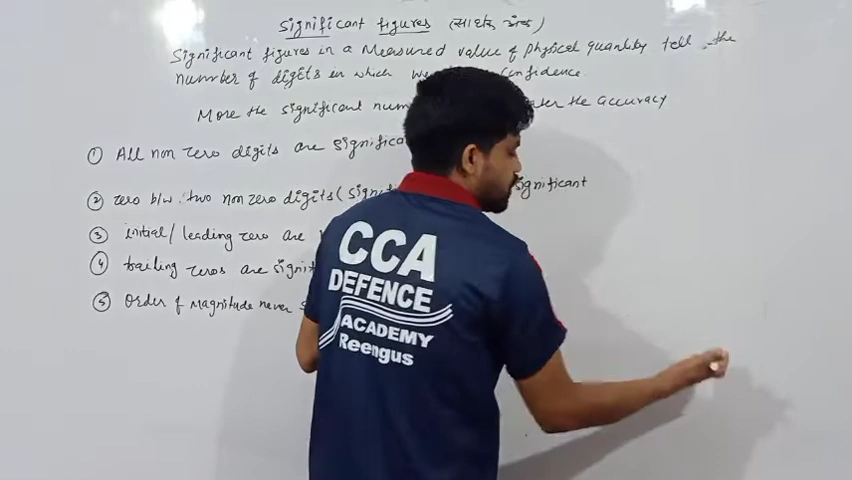 Significant figures (सार्थक अंक)
Significant figures in a Measured value of physical quantity tell the
number of digits in which we confidence.
More the significant num the accuracy
① All non zero digits are significa
② zero b/w two non zero digits (signi significant
③ initial/leading zero are
④ trailing zeros are signi
⑤ Order of Magnitude never
CCA
DEFENCE
ACADEMY
Reengus